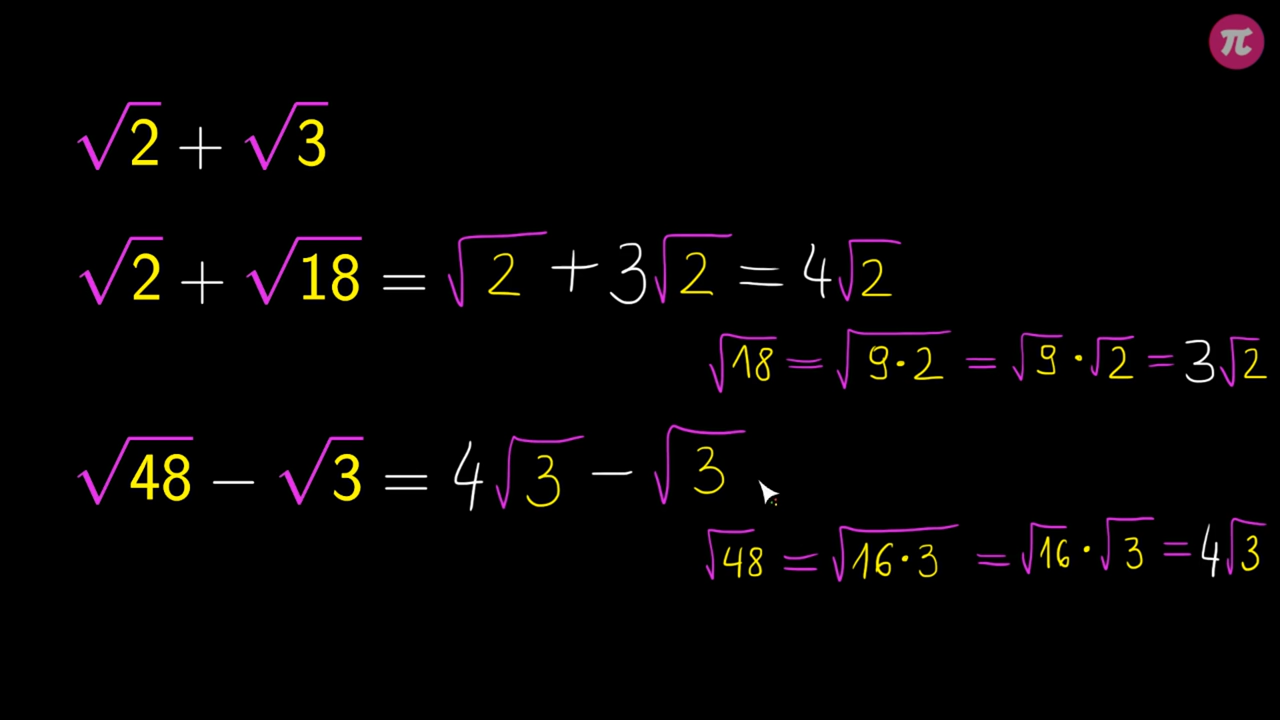 π
√2 + √3
√2 + √18 = √2 + 3√2 = 4√2
√18 = √9·2 = √9 · √2 = 3√2
√48 − √3 = 4√3 − √3
√48 = √16·3 = √16 · √3 = 4√3